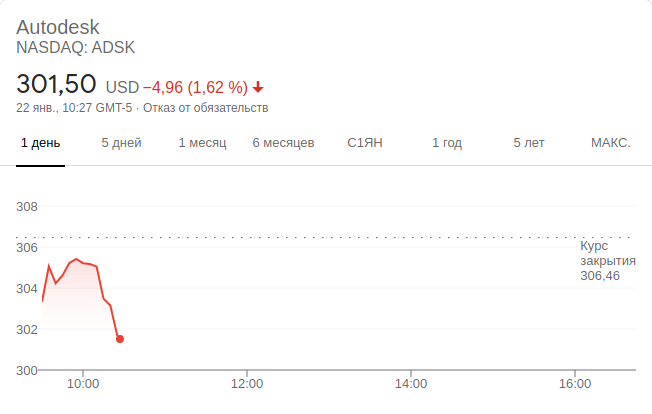 Autodesk
NASDAQ: ADSK
301,50 USD −4,96 (1,62 %)
22 янв., 10:27 GMT-5 · Отказ от обязательств
1 день 5 дней 1 месяц 6 месяцев С1ЯН 1 год 5 лет МАКС.
308
306
Курс
закрытия
306,46
304
302
300
10:00 12:00 14:00 16:00